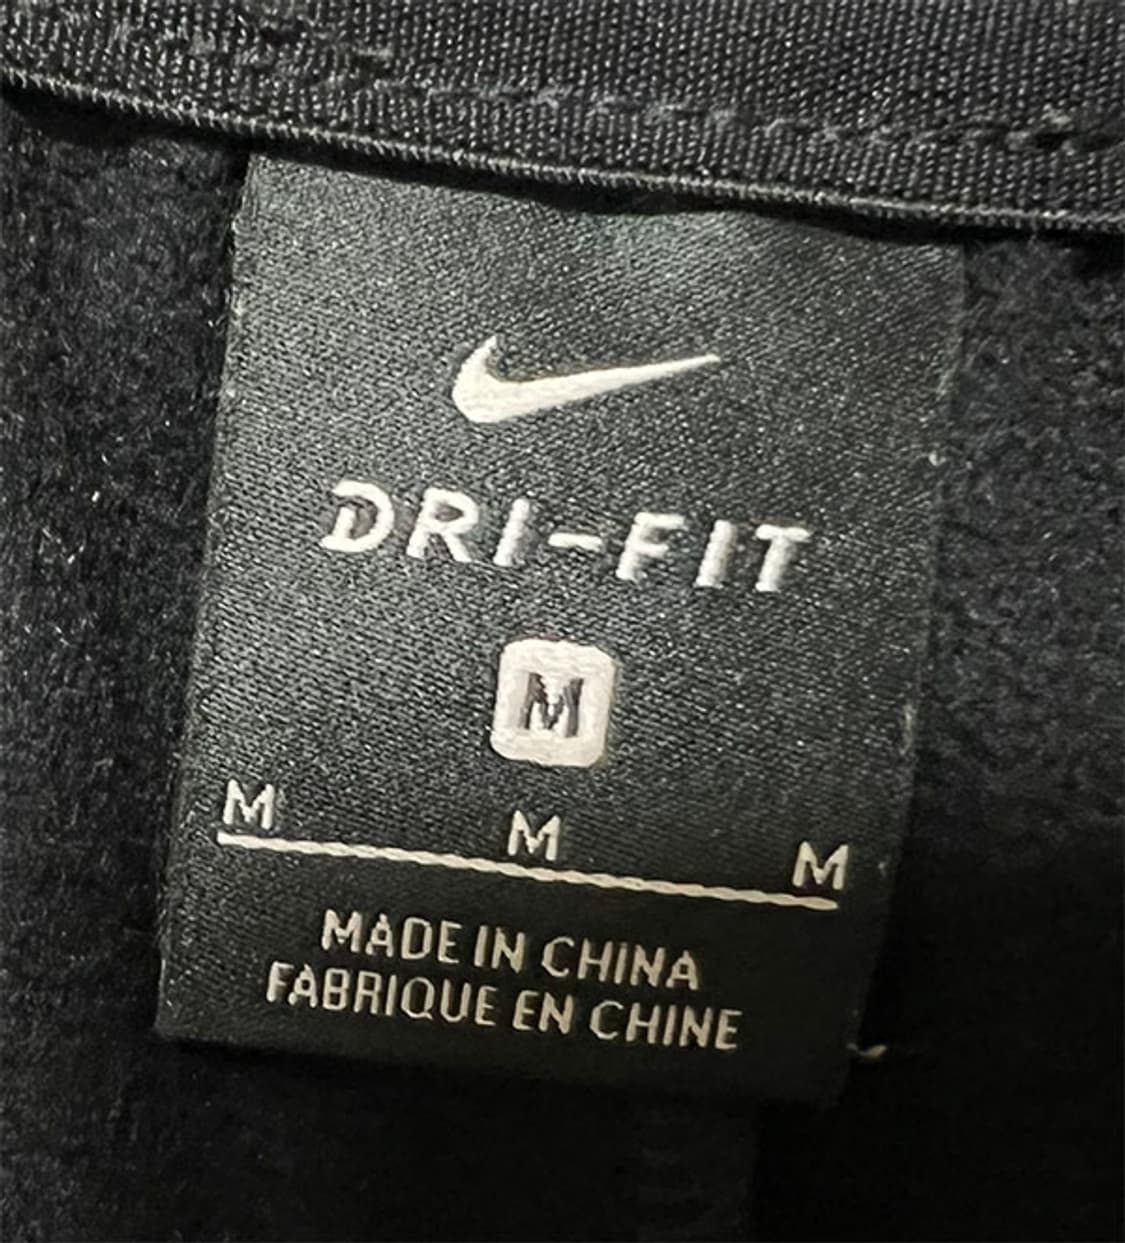 DRI-FIT
M
M M M
MADE IN CHINA
FABRIQUE EN CHINE